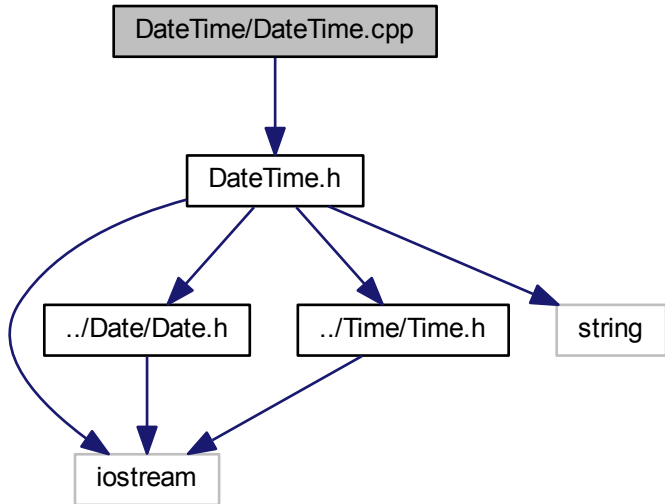 DateTime/DateTime.cpp
DateTime.h
../Date/Date.h
../Time/Time.h
string
iostream